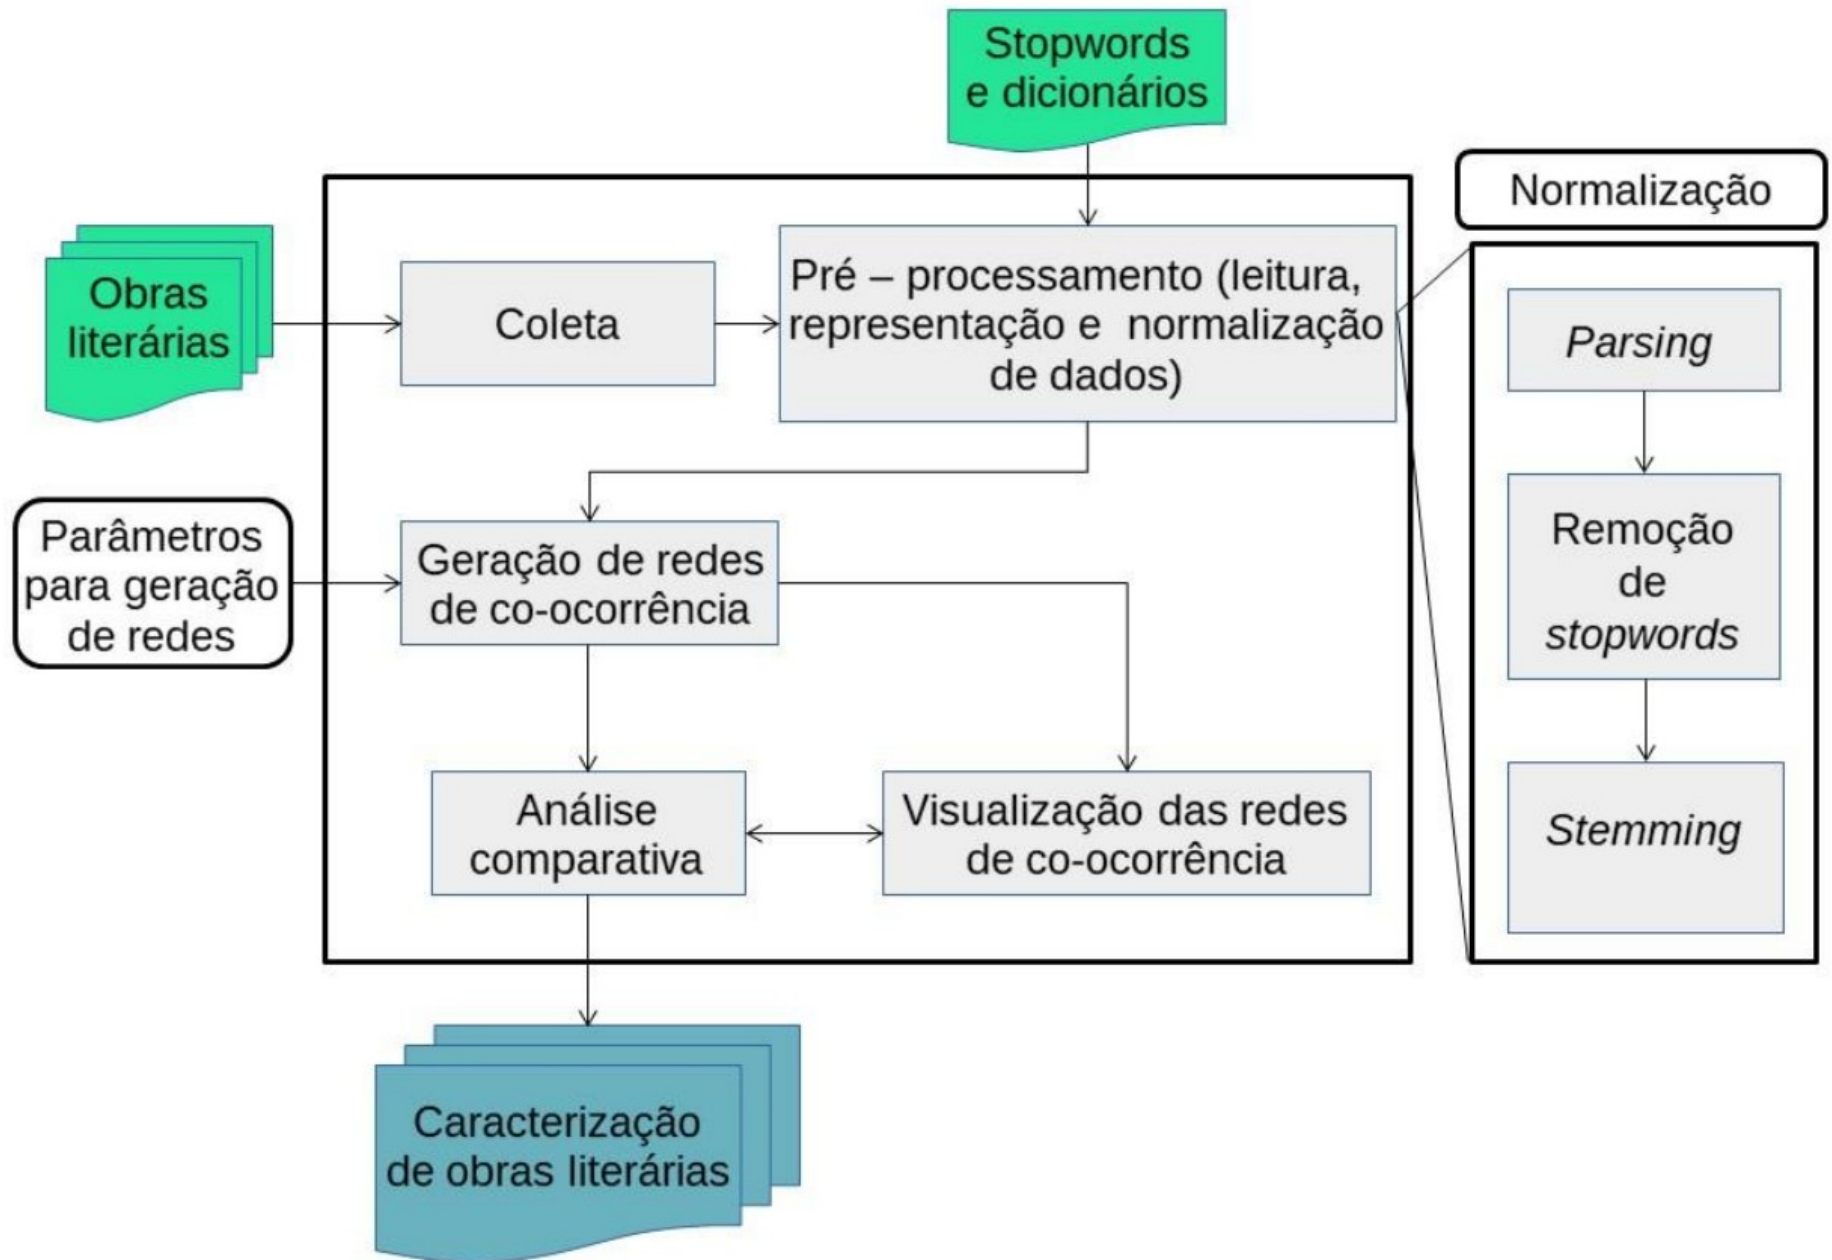 Stopwords
e dicionários
Normalização
Obras
literárias
Coleta
Pré – processamento (leitura,
representação e normalização
de dados)
Parsing
Remoção
de
stopwords
Stemming
Parâmetros
para geração
de redes
Geração de redes
de co-ocorrência
Análise
comparativa
Visualização das redes
de co-ocorrência
Caracterização
de obras literárias